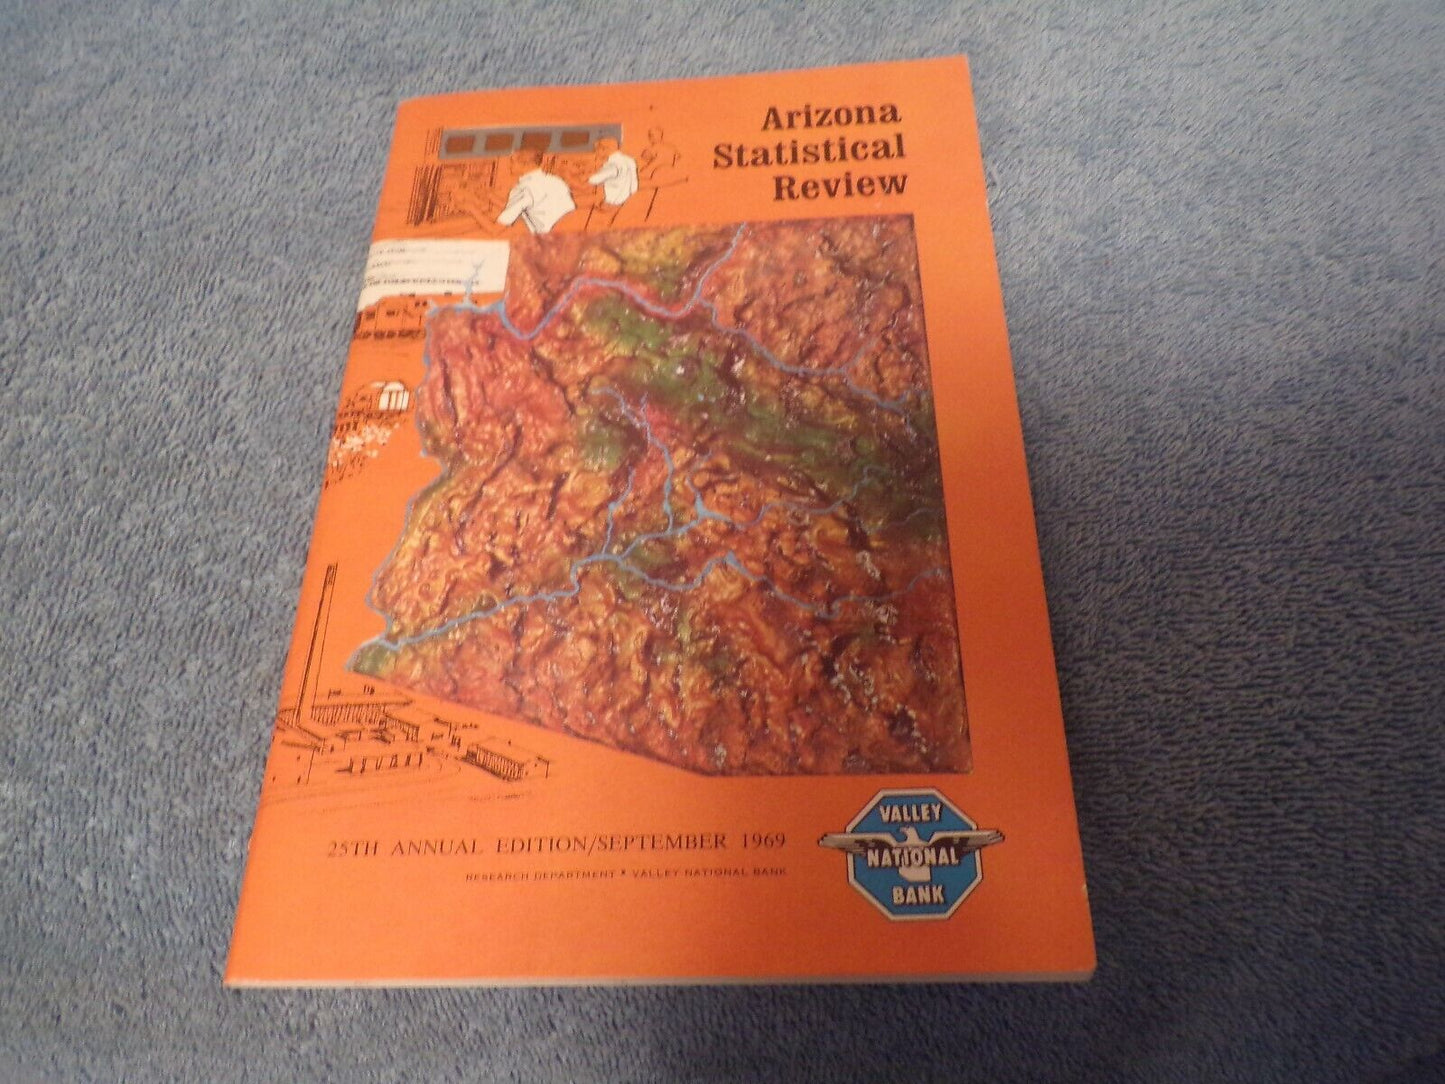 Arizona
Statistical
Review
25TH ANNUAL EDITION/SEPTEMBER 1969
RESEARCH DEPARTMENT • VALLEY NATIONAL BANK
VALLEY
NATIONAL
BANK